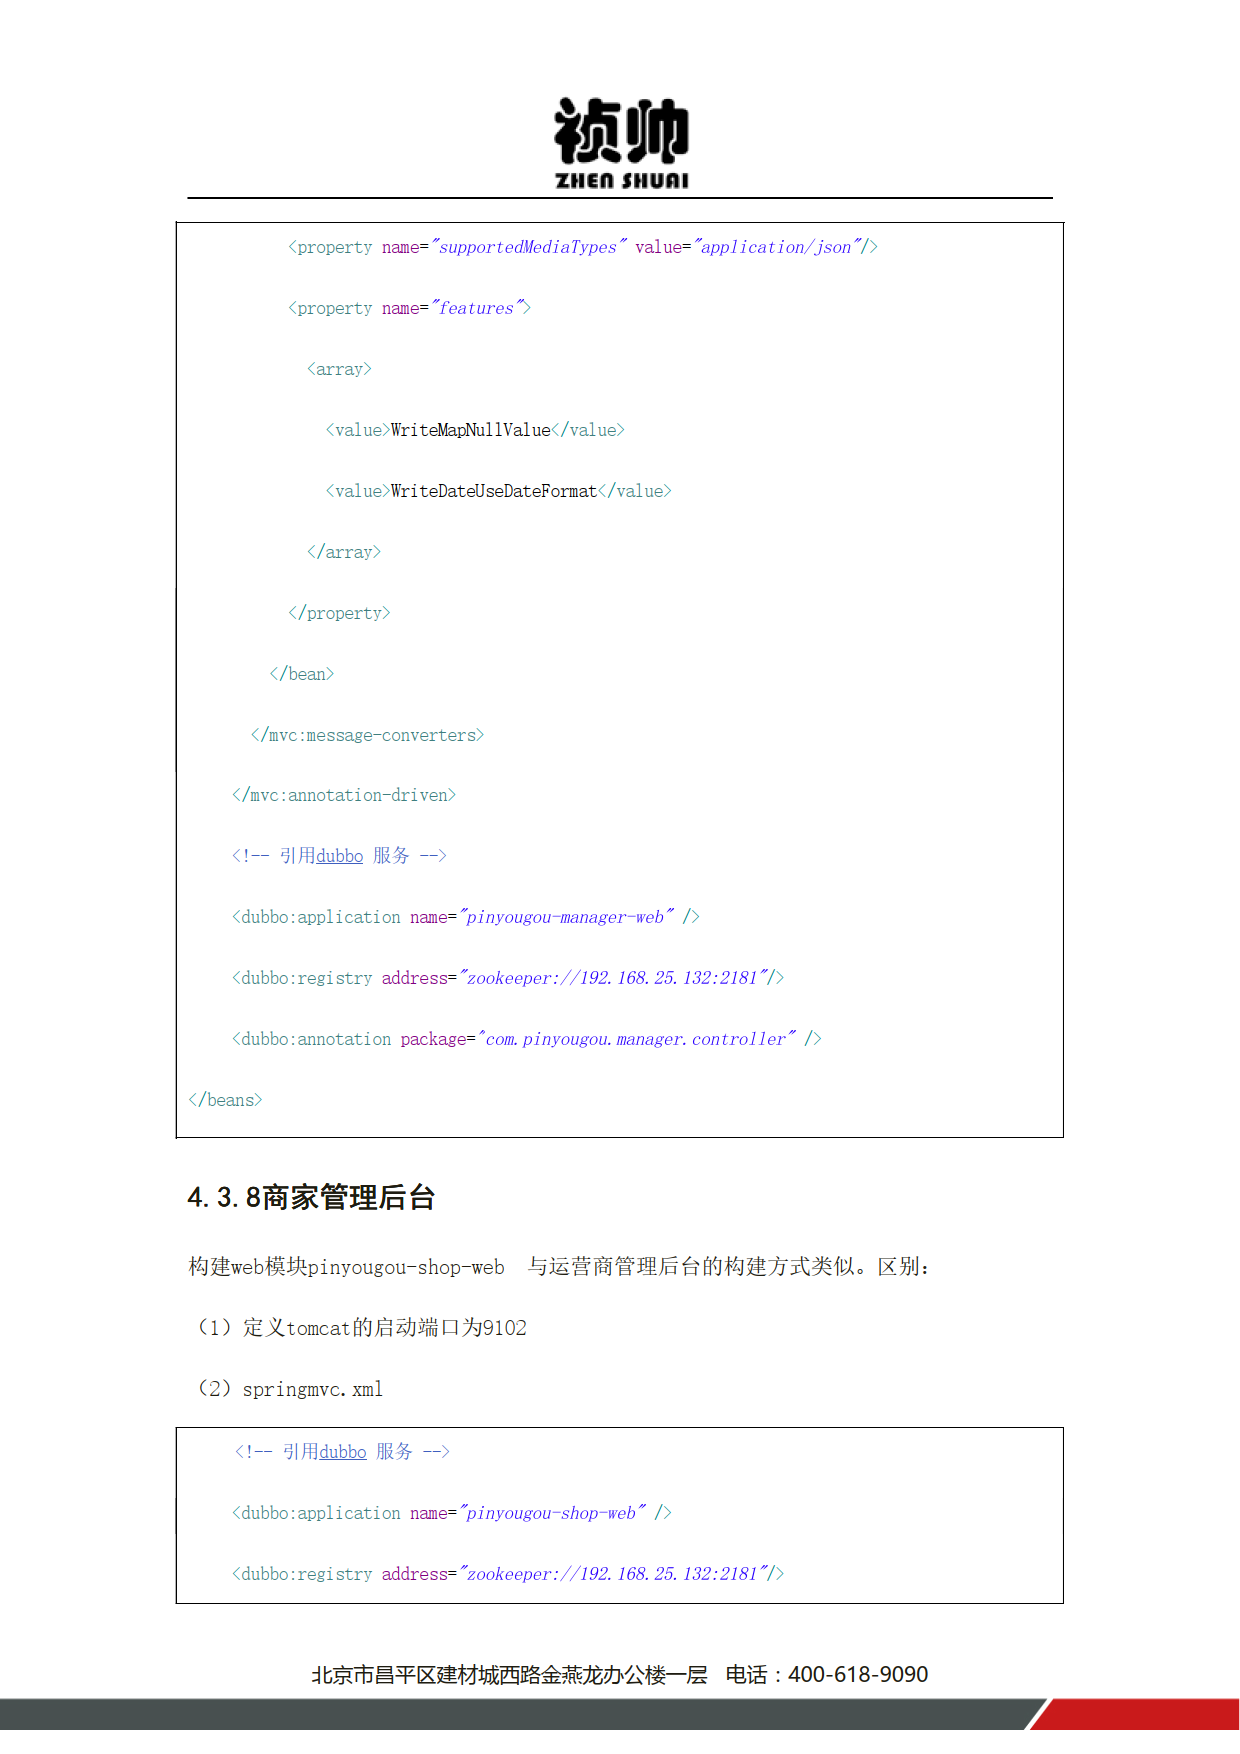 祯帅
ZHEN SHUAI
<property name="supportedMediaTypes" value="application/json"/>
<property name="features">
<array>
<value>WriteMapNullValue</value>
<value>WriteDateUseDateFormat</value>
</array>
</property>
</bean>
</mvc:message-converters>
</mvc:annotation-driven>
<!-- 引用dubbo 服务 -->
<dubbo:application name="pinyougou-manager-web" />
<dubbo:registry address="zookeeper://192.168.25.132:2181"/>
<dubbo:annotation package="com.pinyougou.manager.controller" />
</beans>
4.3.8商家管理后台
构建web模块pinyougou-shop-web 与运营商管理后台的构建方式类似。区别：
（1）定义tomcat的启动端口为9102
（2）springmvc.xml
<!-- 引用dubbo 服务 -->
<dubbo:application name="pinyougou-shop-web" />
<dubbo:registry address="zookeeper://192.168.25.132:2181"/>
北京市昌平区建材城西路金燕龙办公楼一层 电话：400-618-9090